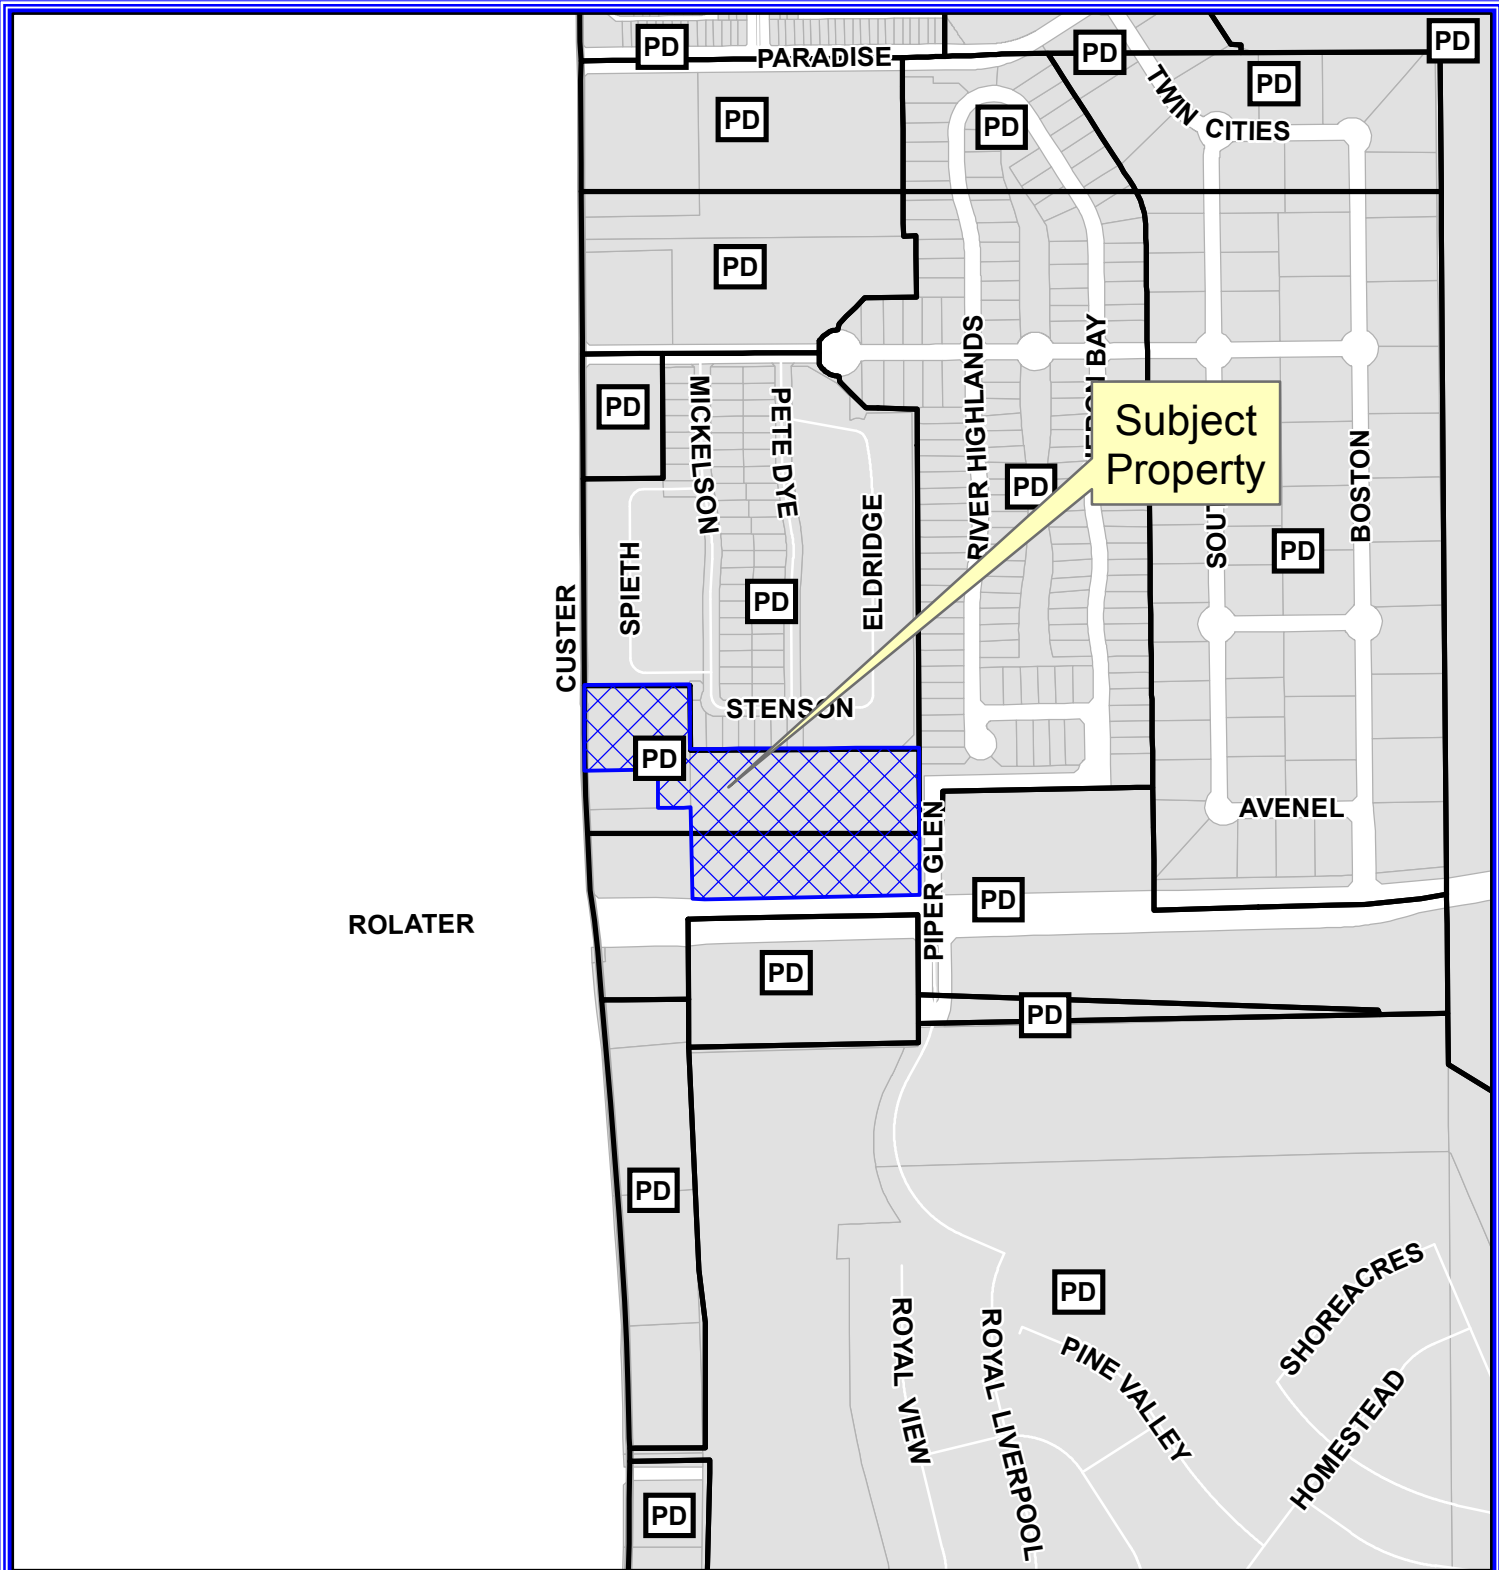 PD
PARADISE
PD
PD
PD
TWIN CITIES
PD
PD
PD
PD
MICKELSON
PETE DYE
RIVER HIGHLANDS
BAY
Subject
Property
PD
BOSTON
PD
ELDRIDGE
SPIETH
PD
CUSTER
STENSON
PD
AVENEL
PIPER GLEN
PD
ROLATER
PD
PD
PD
PD
SHOREACRES
ROYAL VIEW
ROYAL LIVERPOOL
PINE VALLEY
HOMESTEAD
PD